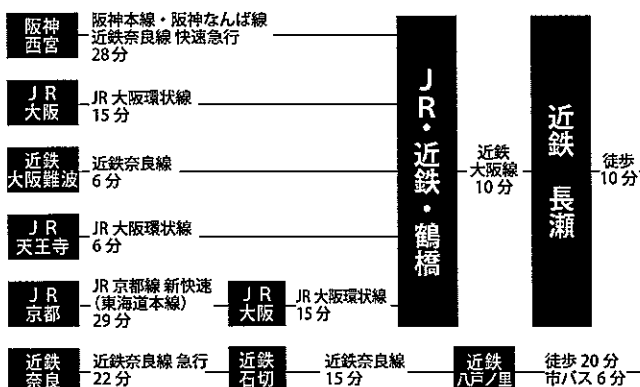 阪神
西宮
阪神本線・阪神なんば線
近鉄奈良線 快速急行
28分
JR
大阪
JR 大阪環状線
15分
近鉄
大阪難波
近鉄奈良線
6分
JR
天王寺
JR 大阪環状線
6分
JR
京都
JR 京都線 新快速
(東海道本線)
29分
JR
大阪
JR 大阪環状線
15分
JR・近鉄・鶴橋
近鉄
大阪線
10分
近鉄 長瀬
徒歩
10分
近鉄
奈良
近鉄奈良線 急行
22分
近鉄
石切
近鉄奈良線
15分
近鉄
八戸ノ里
徒歩 20分
市バス 6分